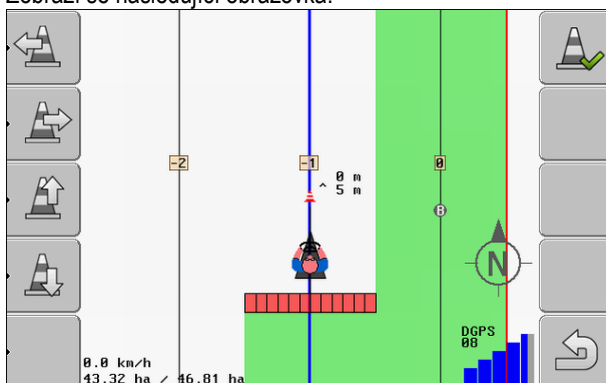 Zobrazí se následující obrazovka:
-2
-1
0
0 m
^ 5 m
B
N
DGPS
08
0.0 km/h
43.32 ha / 46.81 ha